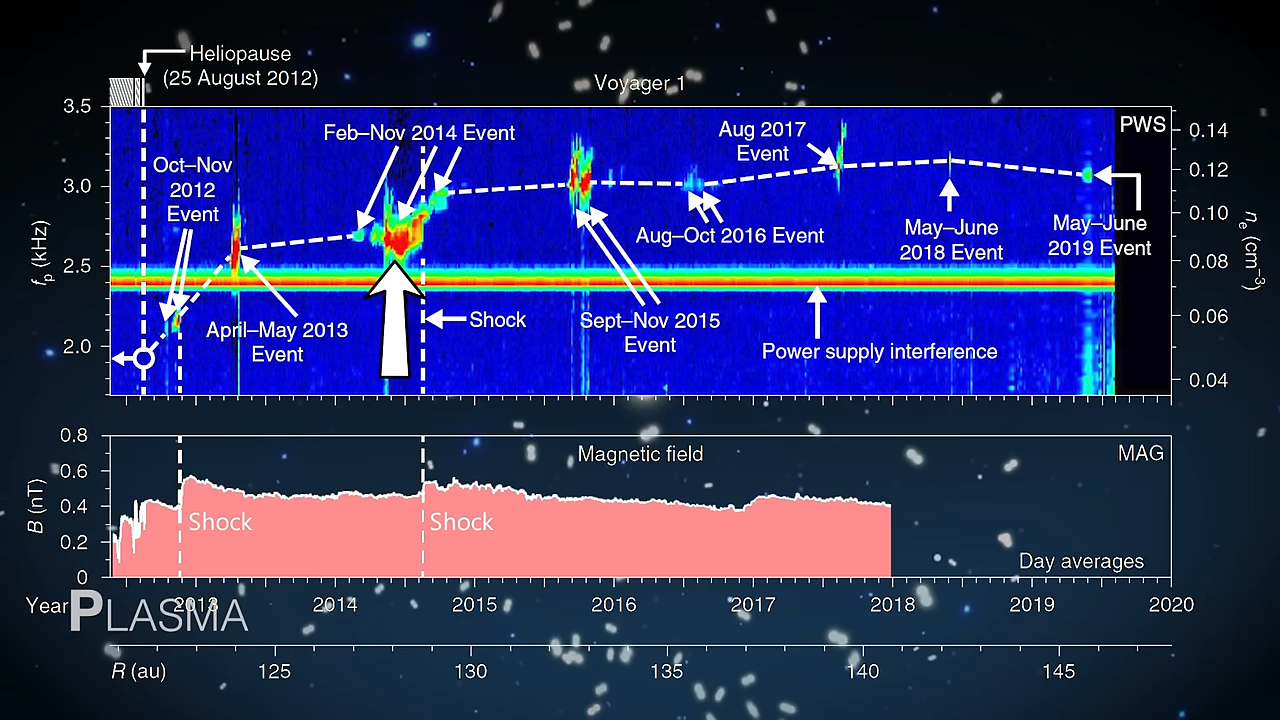 Heliopause
(25 August 2012)
Voyager 1
3.5
3.0
2.5
2.0
fp (kHz)
PWS
0.14
0.12
0.10
0.08
0.06
0.04
ne (cm−3)
Oct–Nov
2012
Event
Feb–Nov 2014 Event
Aug 2017
Event
April–May 2013
Event
Shock
Sept–Nov 2015
Event
Aug–Oct 2016 Event
May–June
2018 Event
May–June
2019 Event
Power supply interference
0.8
0.6
0.4
0.2
0
B (nT)
Magnetic field
MAG
Shock
Shock
Day averages
Year
2013
2014
2015
2016
2017
2018
2019
2020
PLASMA
R (au)
125
130
135
140
145